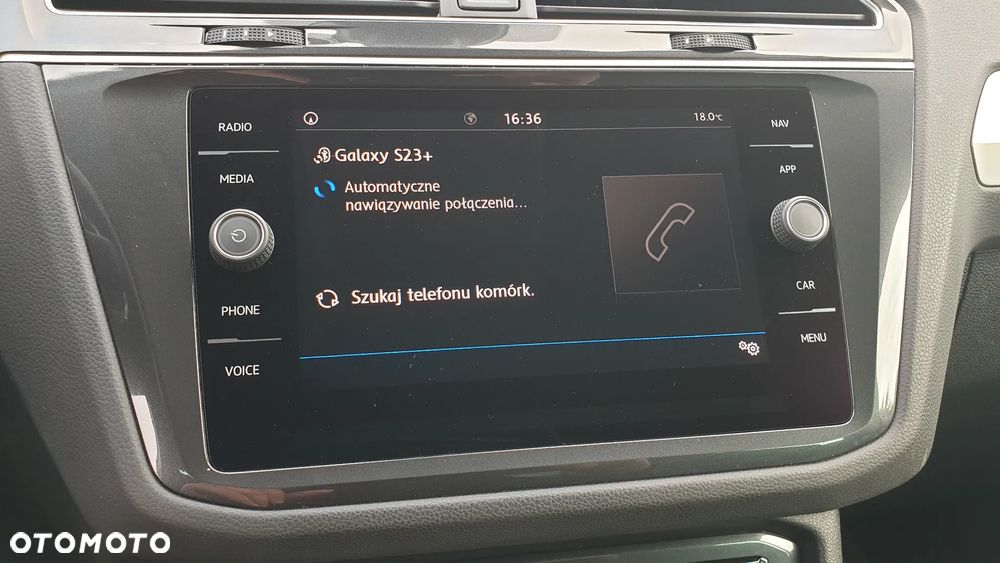 RADIO
MEDIA
PHONE
VOICE
16:36
18.0°C
Galaxy S23+
Automatyczne
nawiązywanie połączenia...
Szukaj telefonu komórk.
NAV
APP
CAR
MENU
OTOMOTO